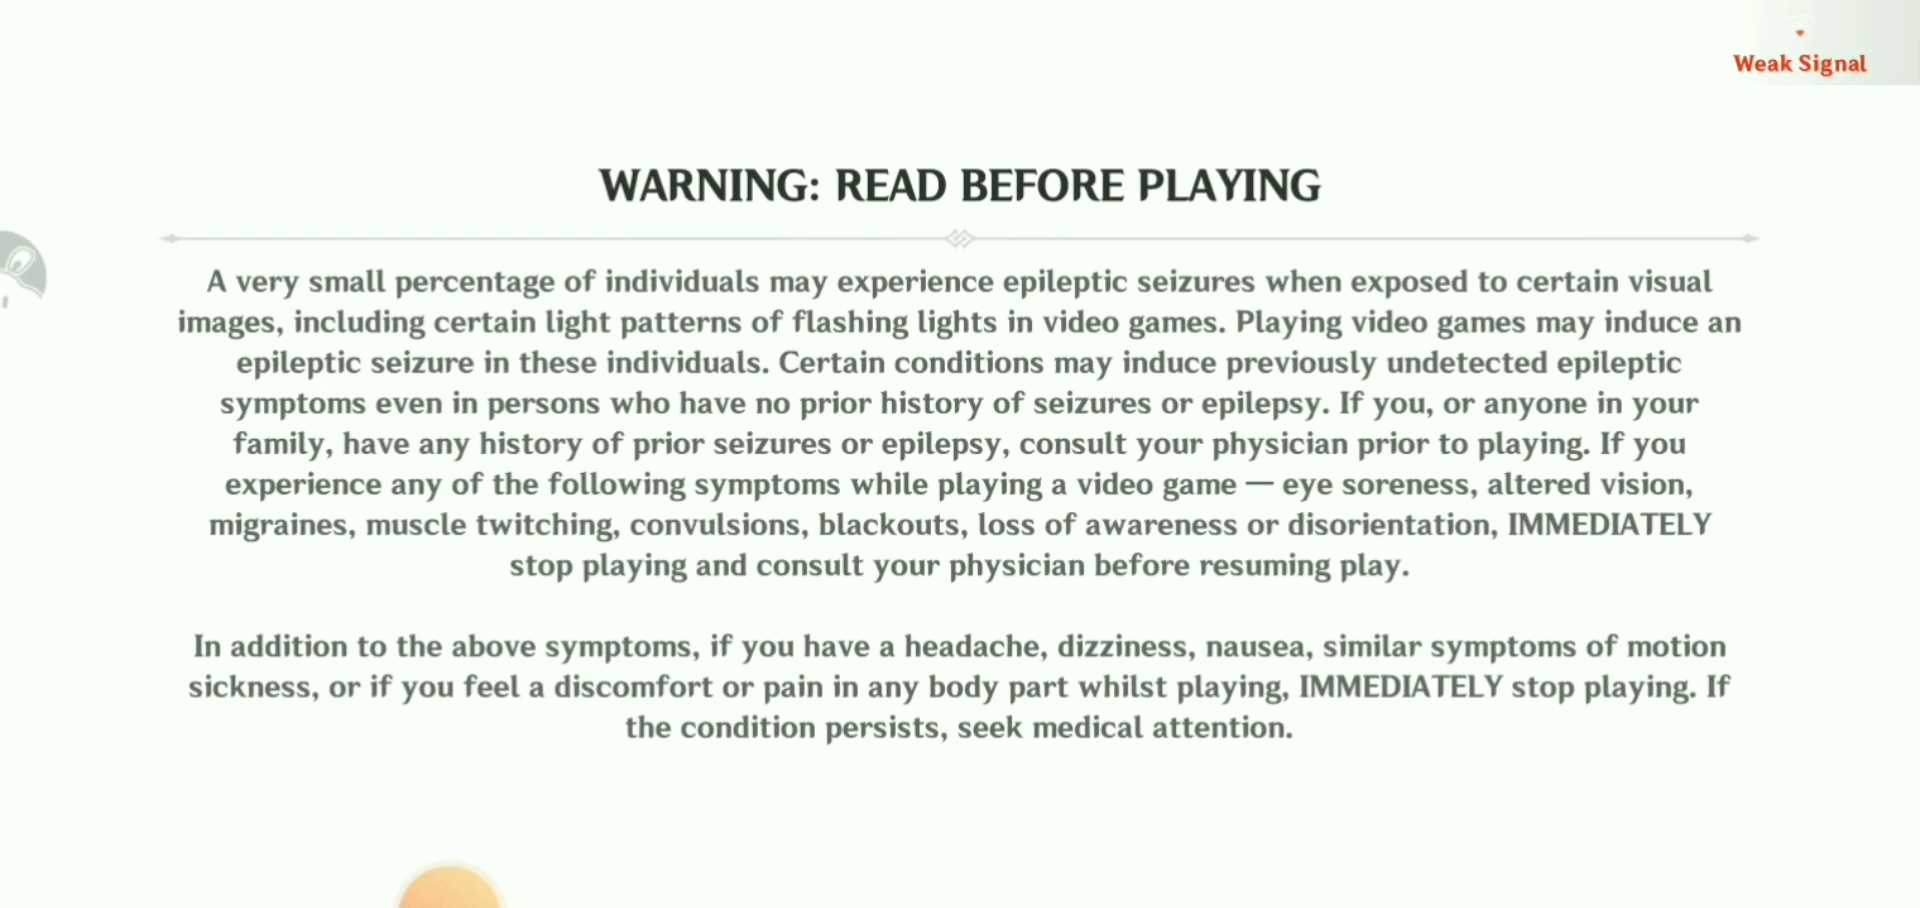 Weak Signal
WARNING: READ BEFORE PLAYING
A very small percentage of individuals may experience epileptic seizures when exposed to certain visual
images, including certain light patterns of flashing lights in video games. Playing video games may induce an
epileptic seizure in these individuals. Certain conditions may induce previously undetected epileptic
symptoms even in persons who have no prior history of seizures or epilepsy. If you, or anyone in your
family, have any history of prior seizures or epilepsy, consult your physician prior to playing. If you
experience any of the following symptoms while playing a video game — eye soreness, altered vision,
migraines, muscle twitching, convulsions, blackouts, loss of awareness or disorientation, IMMEDIATELY
stop playing and consult your physician before resuming play.
In addition to the above symptoms, if you have a headache, dizziness, nausea, similar symptoms of motion
sickness, or if you feel a discomfort or pain in any body part whilst playing, IMMEDIATELY stop playing. If
the condition persists, seek medical attention.